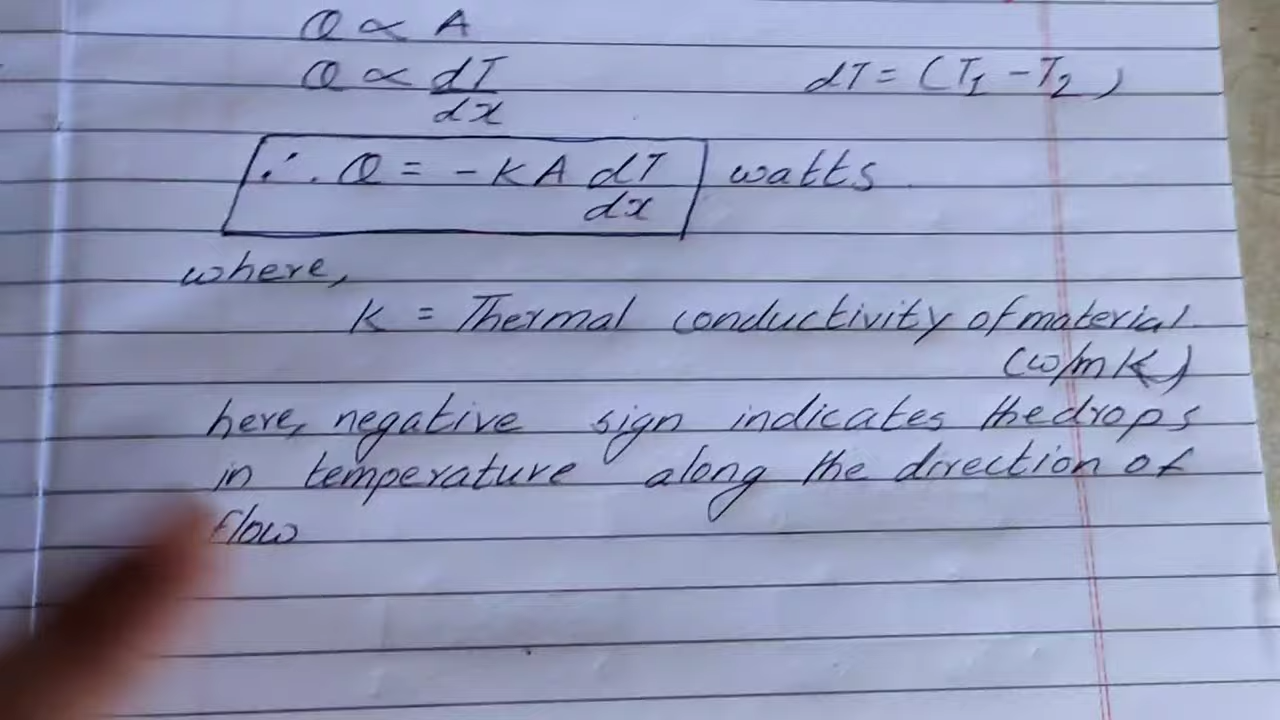 Q ∝ A
Q ∝ dT/dx dT = (T1 - T2)
∴ Q = -KA dT/dx watts
where,
K = Thermal conductivity of material
(w/mK)
here, negative sign indicates the drops
in temperature along the direction of
flow